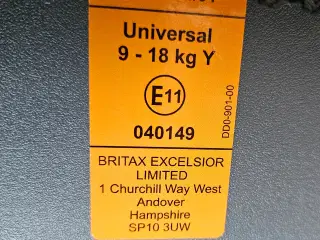 Universal
9 - 18 kg Y
E11
040149
BRITAX EXCELSIOR
LIMITED
1 Churchill Way West
Andover
Hampshire
SP10 3UW
DD0-901-00